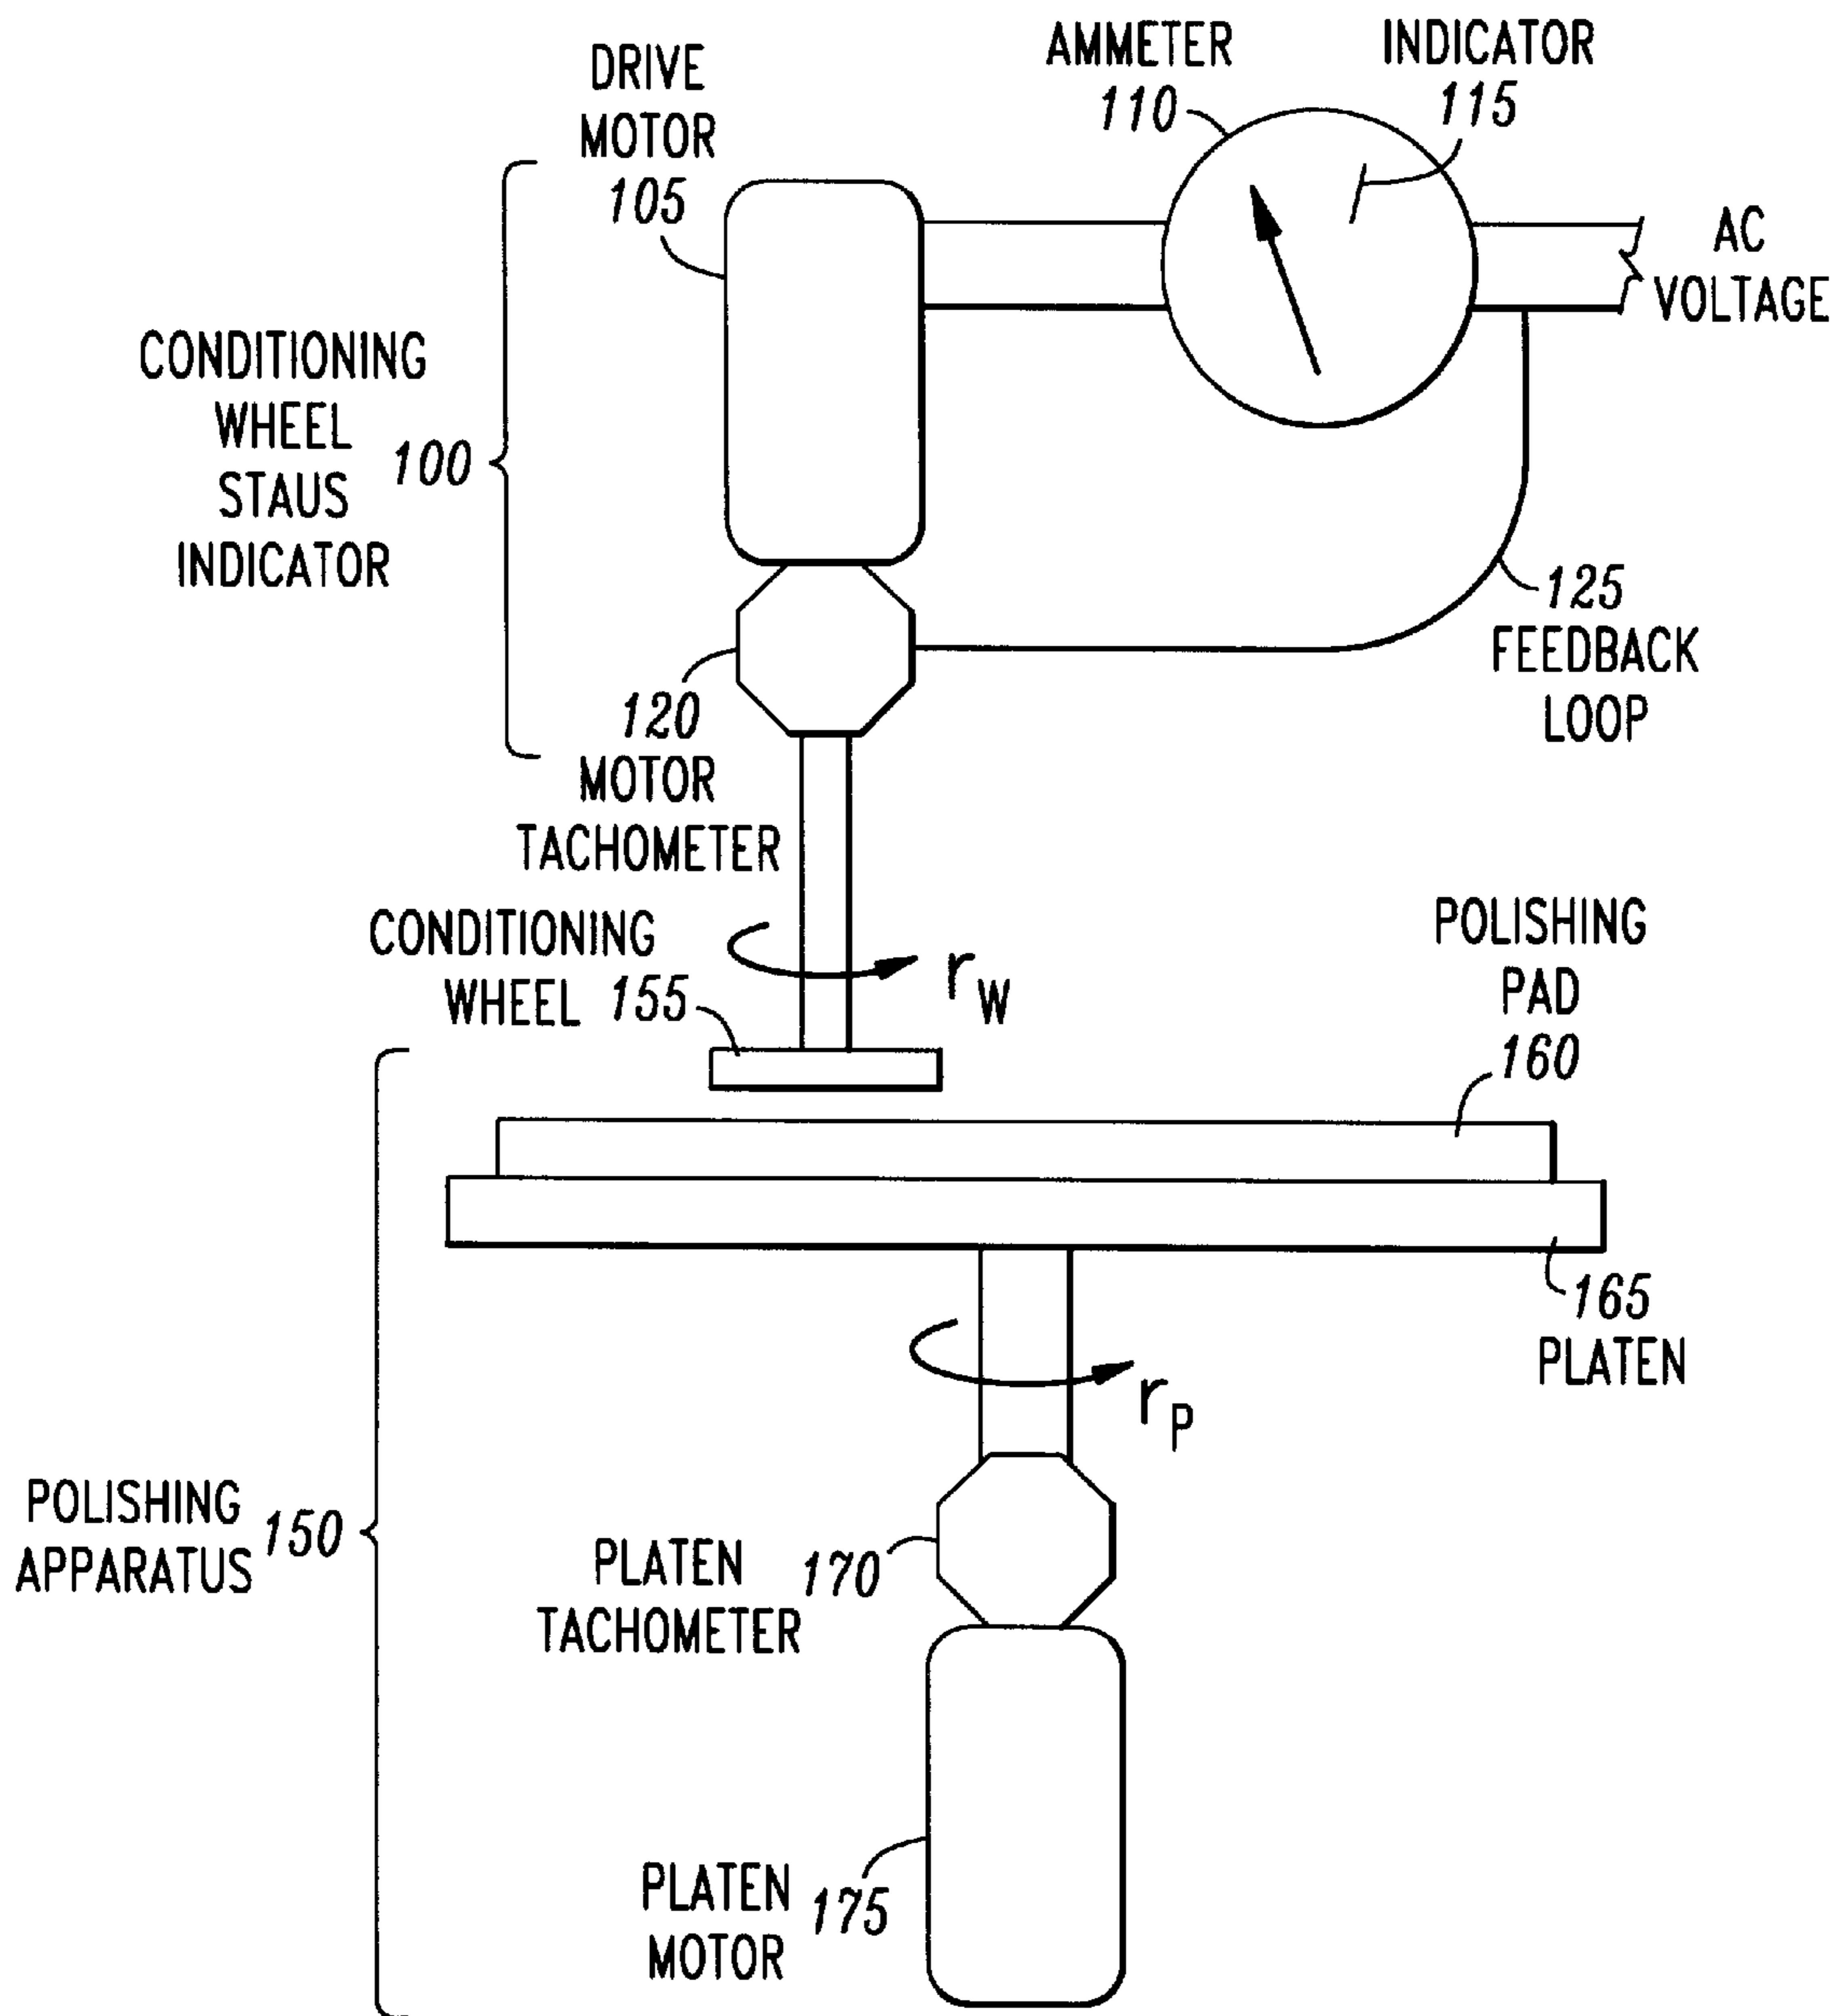 DRIVE
MOTOR
105
AMMETER
110
INDICATOR
115
AC
VOLTAGE
CONDITIONING
WHEEL
STAUS
INDICATOR
100
125
FEEDBACK
LOOP
120
MOTOR
TACHOMETER
CONDITIONING
WHEEL 155
rW
POLISHING
PAD
160
165
PLATEN
rP
POLISHING
APPARATUS
150
PLATEN
TACHOMETER
170
PLATEN
MOTOR
175